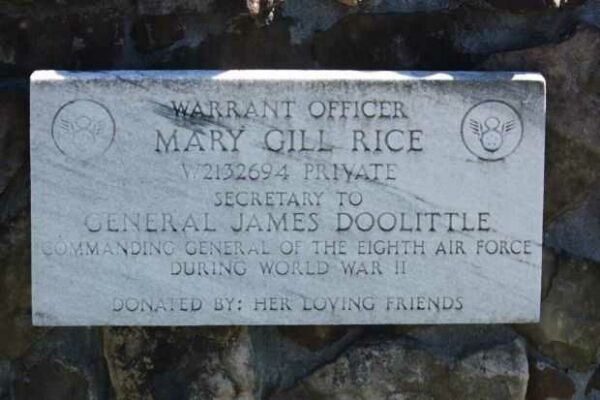 WARRANT OFFICER
MARY GILL RICE
W2132694 PRIVATE
SECRETARY TO
GENERAL JAMES DOOLITTLE
COMMANDING GENERAL OF THE EIGHTH AIR FORCE
DURING WORLD WAR II
DONATED BY: HER LOVING FRIENDS